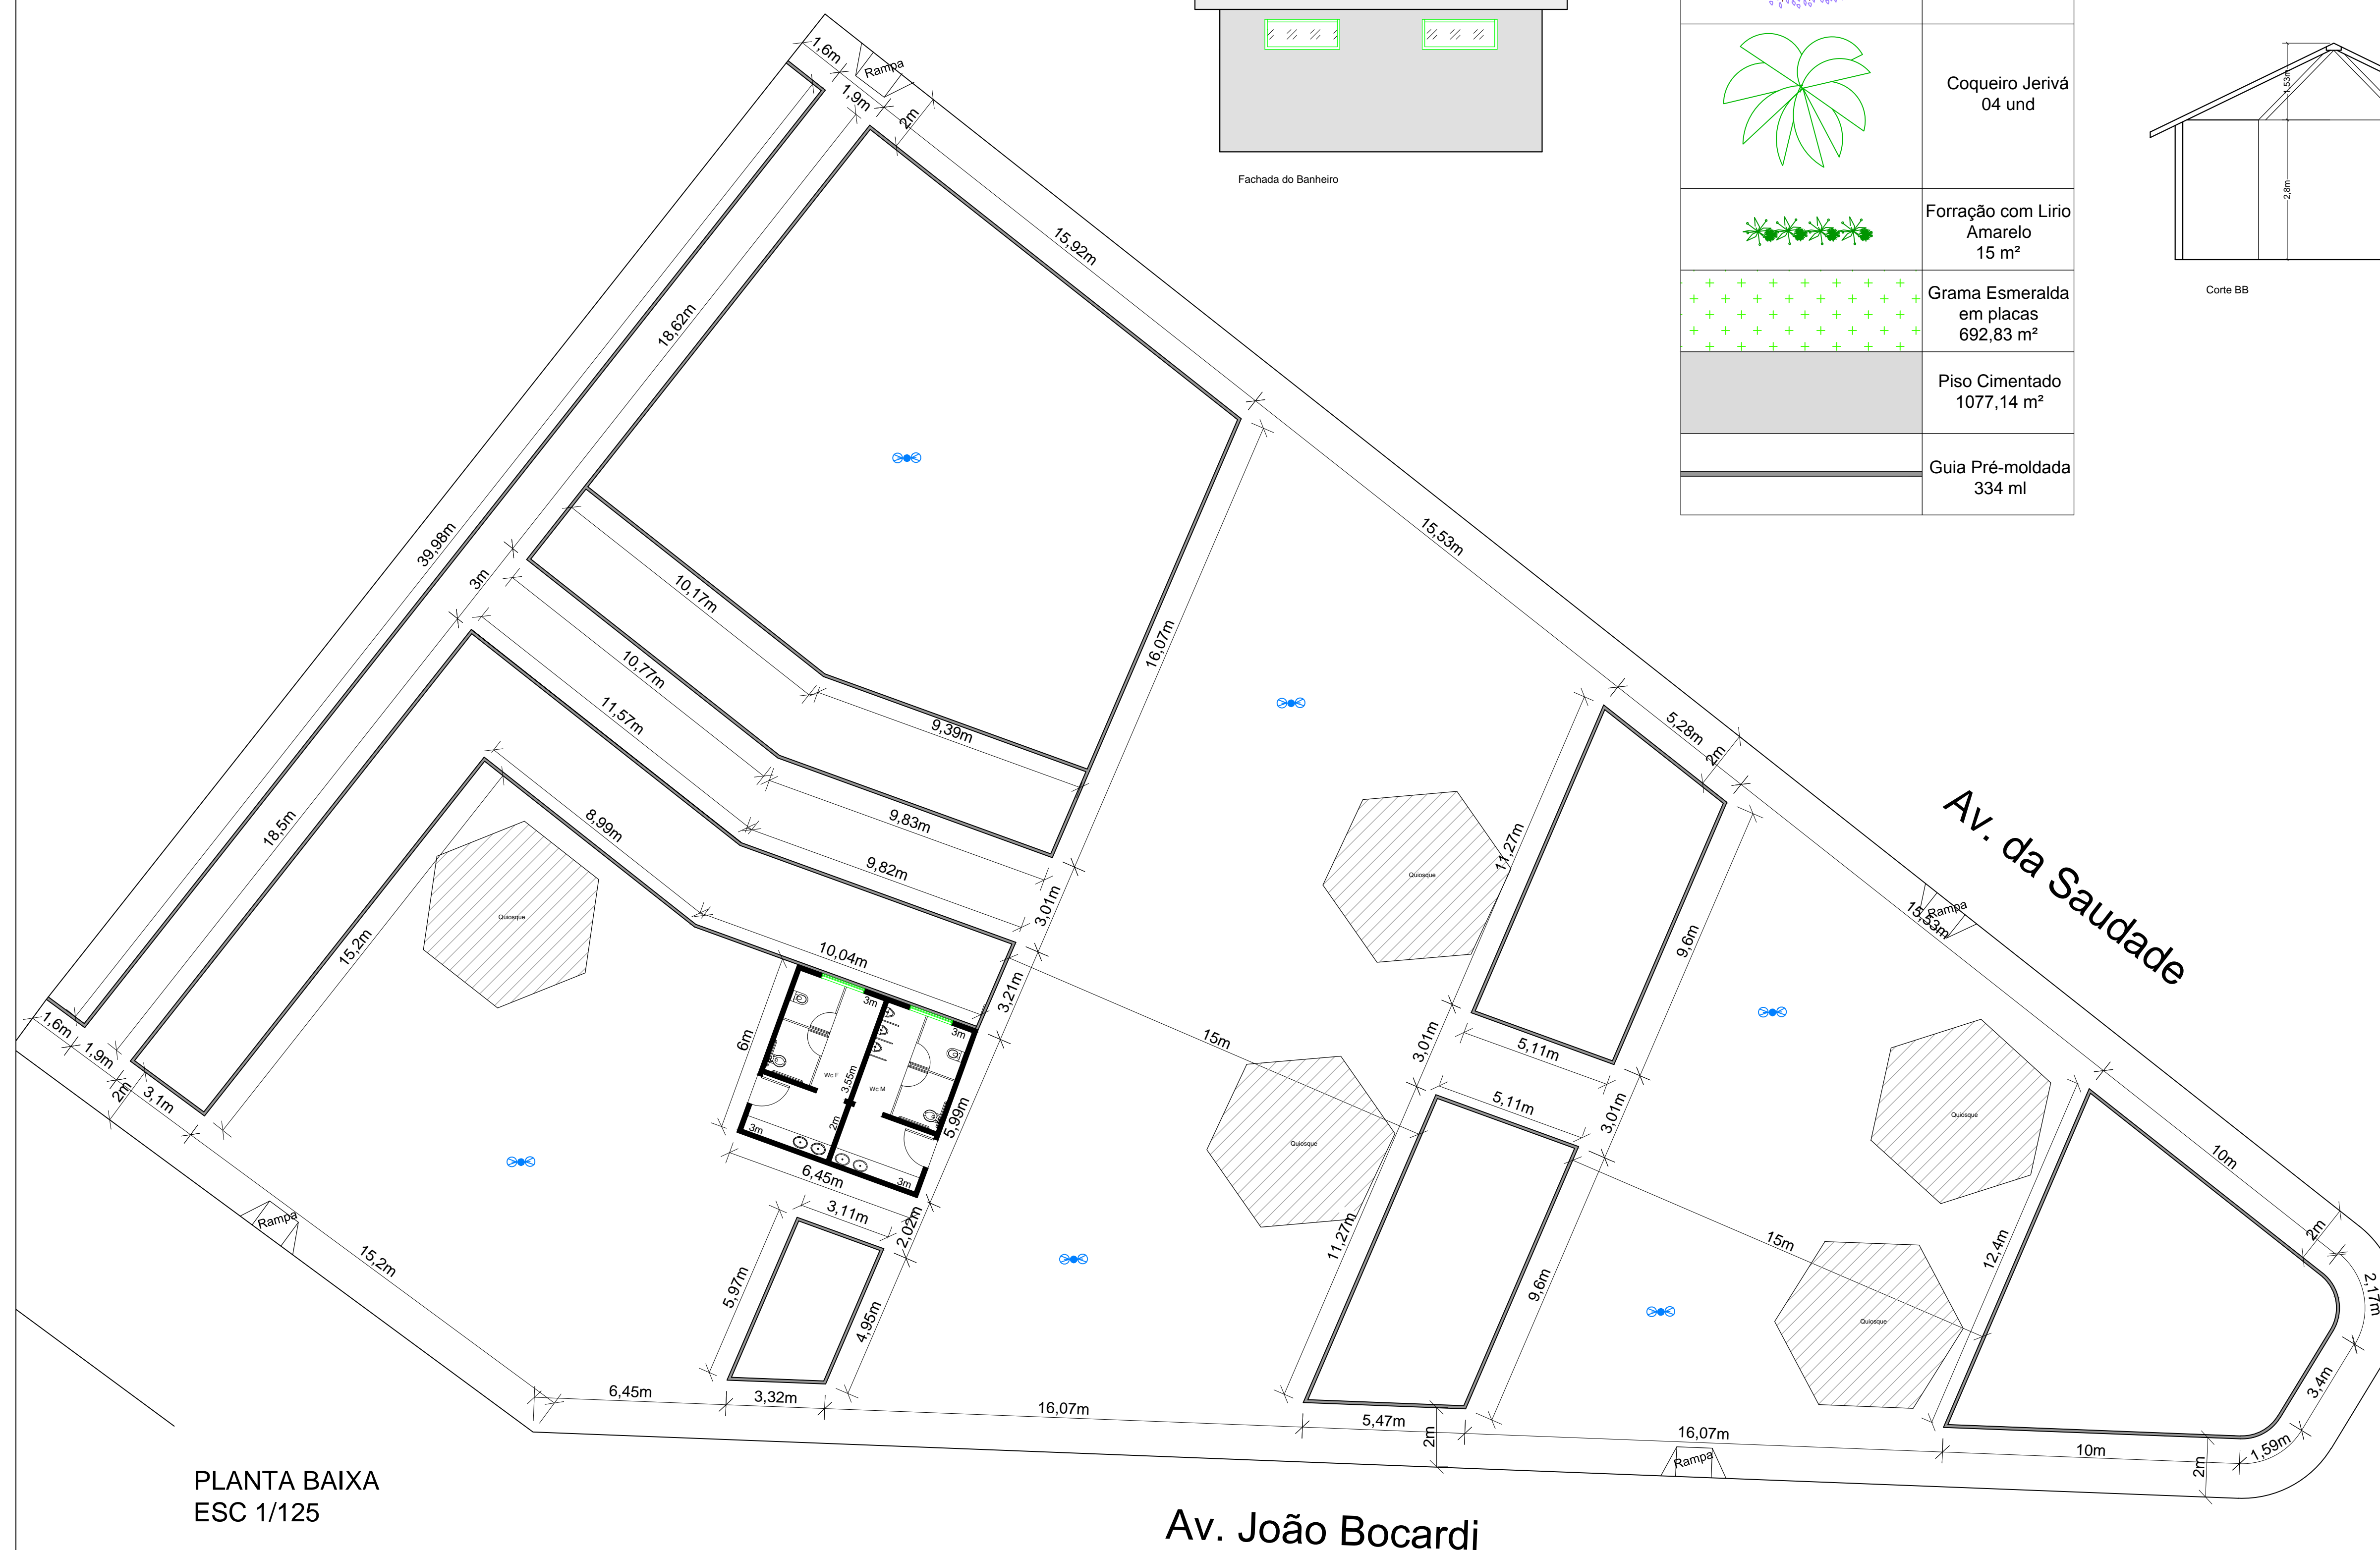 Fachada do Banheiro
Coqueiro Jerivá
04 und
Forração com Lirio
Amarelo
15 m²
Grama Esmeralda
em placas
692,83 m²
Piso Cimentado
1077,14 m²
Guia Pré-moldada
334 ml
1,53m
2,8m
Corte BB
1,6m
Rampa
1,9m
2m
15,92m
18,62m
39,98m
3m
10,17m
10,77m
11,57m
9,39m
9,83m
9,82m
16,07m
15,53m
5,28m
2m
Av. da Saudade
Rampa
15,53m
18,5m
8,99m
15,2m
Quiosque
10,04m
3,01m
3,21m
15m
Quiosque
11,27m
9,6m
5,11m
3,01m
5,11m
3,01m
Quiosque
Quiosque
Quiosque
15m
11,27m
9,6m
12,4m
10m
2m
2,17m
3,4m
1,59m
1,6m
1,9m
2m
3,1m
Rampa
15,2m
6m
3m
3m
Wc F
3,55m
Wc M
2m
3m
3m
5,99m
6,45m
3,11m
2,02m
5,97m
4,95m
6,45m
3,32m
16,07m
5,47m
2m
16,07m
Rampa
10m
2m
PLANTA BAIXA
ESC 1/125
Av. João Bocardi